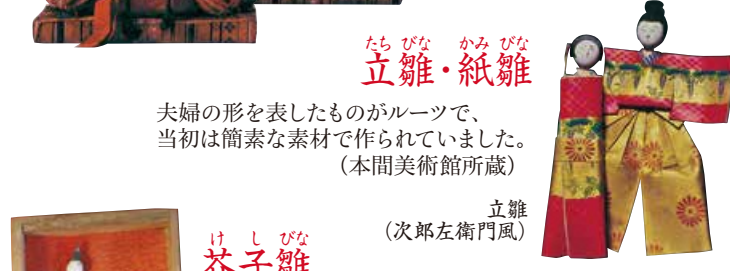 たち びな かみ びな
立雛・紙雛
夫婦の形を表したものがルーツで、
当初は簡素な素材で作られていました。
(本間美術館所蔵)
立雛
(次郎左衛門風)
け し びな
芥子雛